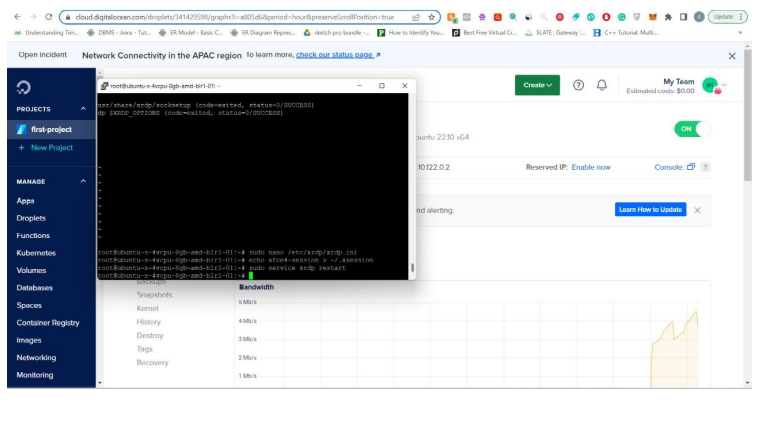 cloud.digitalocean.com/droplets/341429598/graphs?i=a805d6&period=hour&preserveScrollPosition=true
Update
Understanding Tim...
DBMS - Joins - Tut...
ER Model - Basic C...
ER Diagram Repres...
sketch pro bundle -...
How to Identify You...
Best Free Virtual Cr...
SLATE : Gateway :...
C++ Tutorial: Multi...
»
Open incident
Network Connectivity in the APAC region
To learn more, check our status page
root@ubuntu-s-4vcpu-8gb-amd-blr1-01: ~
PROJECTS
first-project
+ New Project
MANAGE
Apps
Droplets
Functions
Kubernetes
Volumes
Databases
Spaces
Container Registry
Images
Networking
Monitoring
usr/share/xrdp/socksetup (code=exited, status=0/SUCCESS)
dp $XRDP_OPTIONS (code=exited, status=0/SUCCESS)
~
~
~
~
~
~
~
~
root@ubuntu-s-4vcpu-8gb-amd-blr1-01:~# sudo nano /etc/xrdp/xrdp.ini
root@ubuntu-s-4vcpu-8gb-amd-blr1-01:~# echo xfce4-session > ~/.xsession
root@ubuntu-s-4vcpu-8gb-amd-blr1-01:~# sudo service xrdp restart
root@ubuntu-s-4vcpu-8gb-amd-blr1-01:~#
Create
My Team
Estimated costs: $0.00
MT
ubuntu 22.10 x64
ON
10.122.0.2
Reserved IP: Enable now
Console:
?
nd alerting.
Learn How to Update
Backups
Snapshots
Kernel
History
Destroy
Tags
Recovery
Bandwidth
5 Mb/s
4 Mb/s
3 Mb/s
2 Mb/s
1 Mb/s